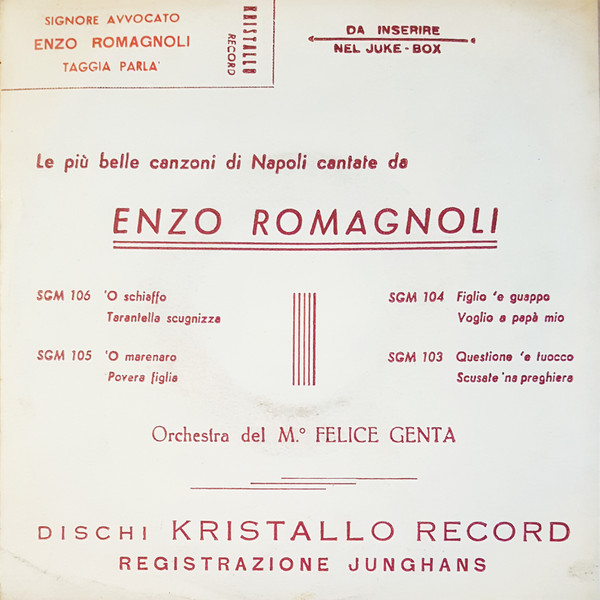 SIGNORE AVVOCATO
ENZO ROMAGNOLI
TAGGIA PARLA'
KRISTALLO
RECORD
DA INSERIRE
NEL JUKE-BOX
Le più belle canzoni di Napoli cantate da
ENZO ROMAGNOLI
SGM 106 'O schiaffo
Tarantella scugnizza
SGM 105 'O marenaro
Povera figlia
SGM 104 Figlio 'e guappo
Voglio a papà mio
SGM 103 Questione 'e tuocco
Scusate 'na preghiera
Orchestra del M.° FELICE GENTA
DISCHI KRISTALLO RECORD
REGISTRAZIONE JUNGHANS